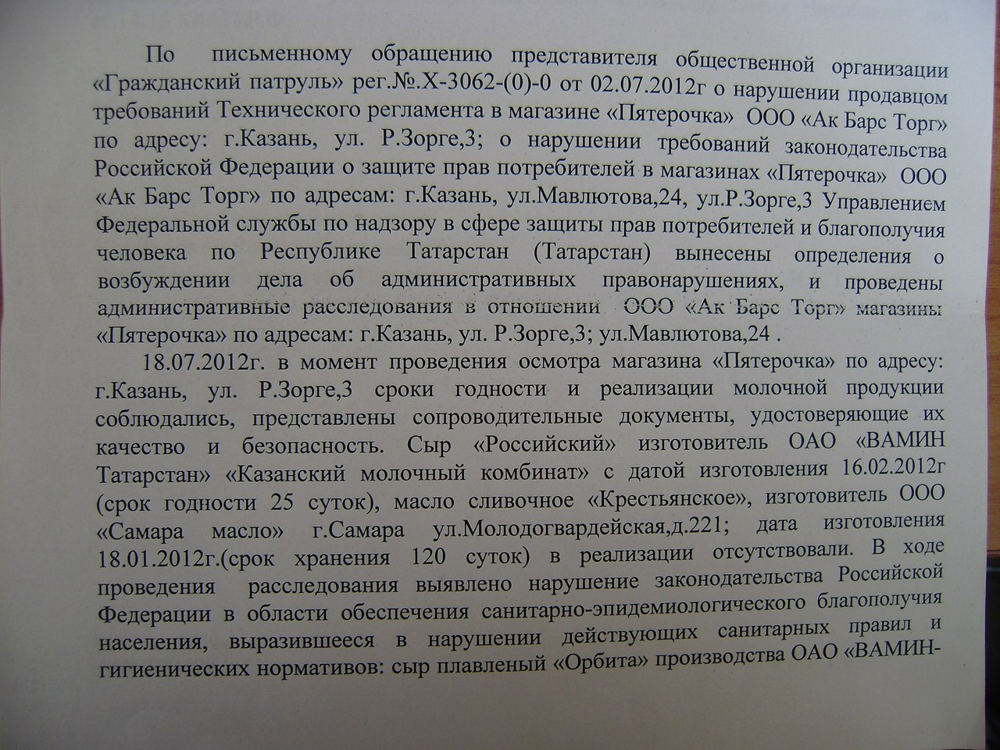 По письменному обращению представителя общественной организации
«Гражданский патруль» рег.№.Х-3062-(0)-0 от 02.07.2012г о нарушении продавцом
требований Технического регламента в магазине «Пятерочка» ООО «Ак Барс Торг»
по адресу: г.Казань, ул. Р.Зорге,3; о нарушении требований законодательства
Российской Федерации о защите прав потребителей в магазинах «Пятерочка» ООО
«Ак Барс Торг» по адресам: г.Казань, ул.Мавлютова,24, ул.Р.Зорге,3 Управлением
Федеральной службы по надзору в сфере защиты прав потребителей и благополучия
человека по Республике Татарстан (Татарстан) вынесены определения о
возбуждении дела об административных правонарушениях, и проведены
административные расследования в отношении ООО «Ак Барс Торг» магазины
«Пятерочка» по адресам: г.Казань, ул. Р.Зорге,3; ул.Мавлютова,24 .
18.07.2012г. в момент проведения осмотра магазина «Пятерочка» по адресу:
г.Казань, ул. Р.Зорге,3 сроки годности и реализации молочной продукции
соблюдались, представлены сопроводительные документы, удостоверяющие их
качество и безопасность. Сыр «Российский» изготовитель ОАО «ВАМИН
Татарстан» «Казанский молочный комбинат» с датой изготовления 16.02.2012г
(срок годности 25 суток), масло сливочное «Крестьянское», изготовитель ООО
«Самара масло» г.Самара ул.Молодогвардейская,д.221; дата изготовления
18.01.2012г.(срок хранения 120 суток) в реализации отсутствовали. В ходе
проведения расследования выявлено нарушение законодательства Российской
Федерации в области обеспечения санитарно-эпидемиологического благополучия
населения, выразившееся в нарушении действующих санитарных правил и
гигиенических нормативов: сыр плавленый «Орбита» производства ОАО «ВАМИН-